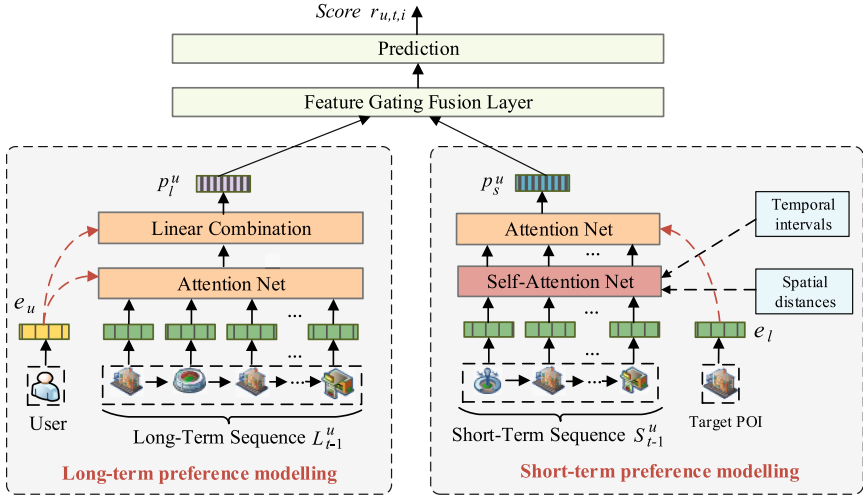 Score r_{u,t,i}
Prediction
Feature Gating Fusion Layer
p_l^u
Linear Combination
Attention Net
e_u
...
...
...
User
Long-Term Sequence L_{t-1}^u
Long-term preference modelling
p_s^u
Attention Net
...
Self-Attention Net
Temporal
intervals
Spatial
distances
...
...
...
e_l
Short-Term Sequence S_{t-1}^u
Target POI
Short-term preference modelling